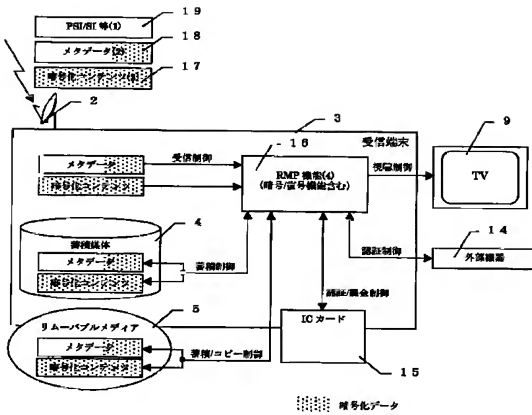 PSI/SI 等(1)
19
メタデータ(2)
18
暗号化コンテンツ(3)
17
2
3
受信端末
9
メタデータ
暗号化コンテンツ
受信制御
16
RMP 機能(4)
(暗号/復号機能含む)
視聴制御
TV
4
蓄積媒体
メタデータ
暗号化コンテンツ
蓄積制御
認証制御
14
外部機器
5
リムーバブルメディア
メタデータ
暗号化コンテンツ
蓄積/コピー制御
認証/課金制御
IC カード
15
暗号化データ